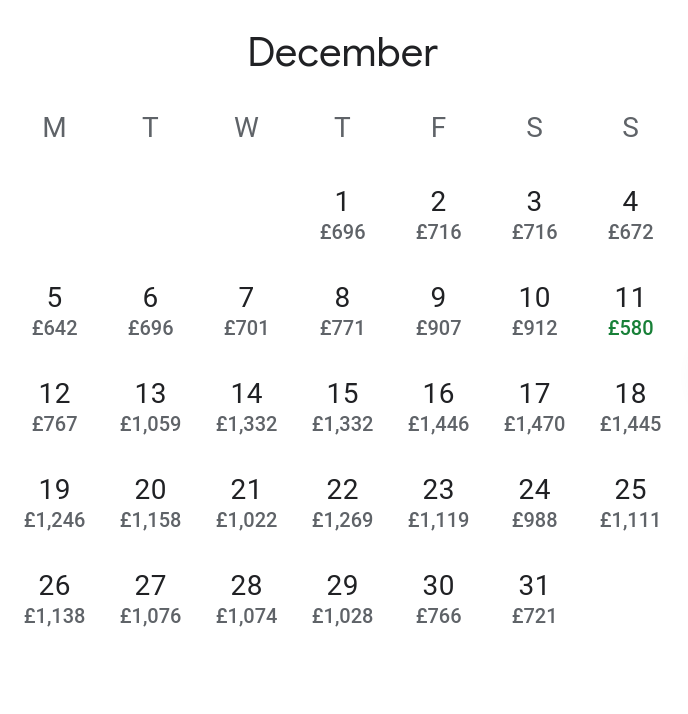 December
M T W T F S S
1 2 3 4
£696 £716 £716 £672
5 6 7 8 9 10 11
£642 £696 £701 £771 £907 £912 £580
12 13 14 15 16 17 18
£767 £1,059 £1,332 £1,332 £1,446 £1,470 £1,445
19 20 21 22 23 24 25
£1,246 £1,158 £1,022 £1,269 £1,119 £988 £1,111
26 27 28 29 30 31
£1,138 £1,076 £1,074 £1,028 £766 £721